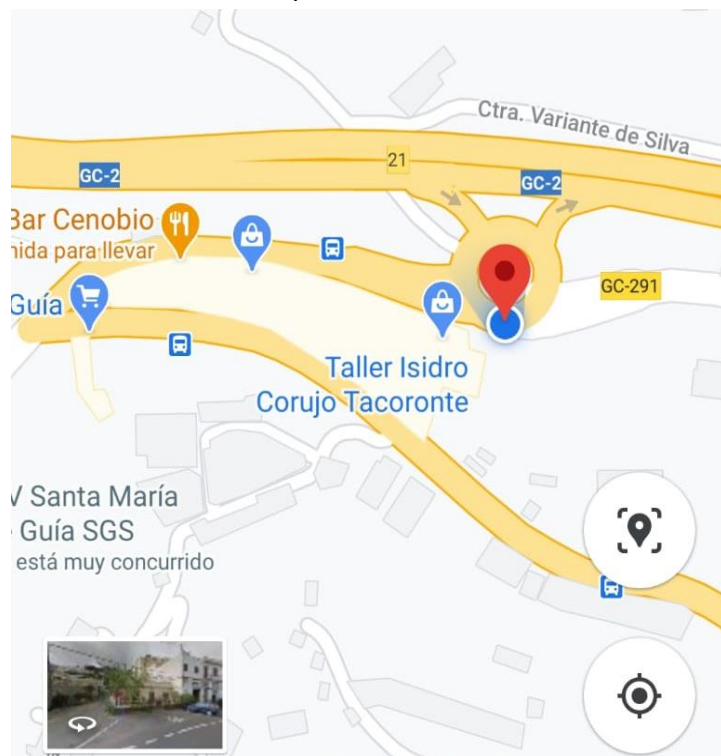 Ctra. Variante de Silva
21
GC-2
GC-2
Bar Cenobio
nida para llevar
GC-291
Guía
Taller Isidro
Corujo Tacoronte
V Santa María
Guía SGS
está muy concurrido